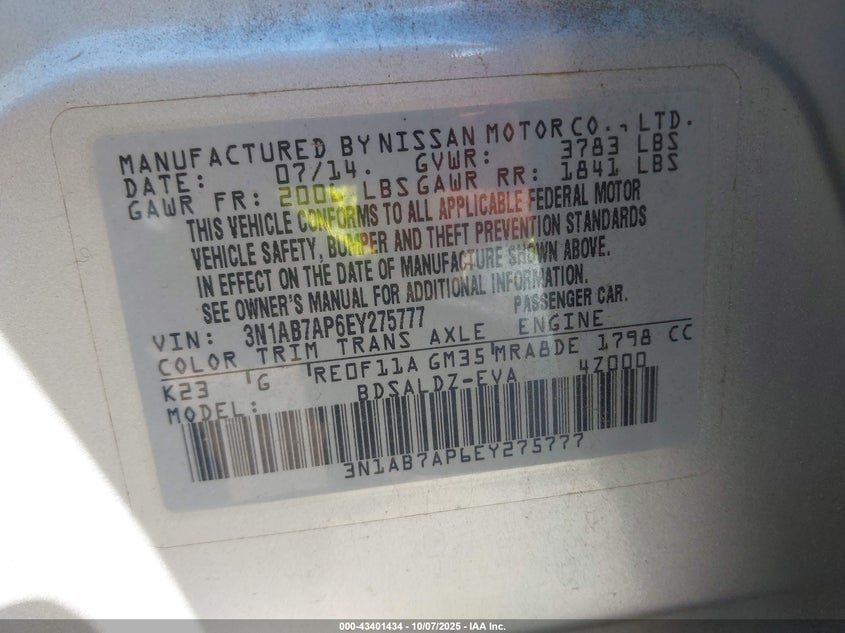 MANUFACTURED BY NISSAN MOTOR CO., LTD.
DATE: 07/14. GVWR: 3783 LBS
GAWR FR: 2006 LBS GAWR RR: 1841 LBS
THIS VEHICLE CONFORMS TO ALL APPLICABLE FEDERAL MOTOR
VEHICLE SAFETY, BUMPER AND THEFT PREVENTION STANDARDS
IN EFFECT ON THE DATE OF MANUFACTURE SHOWN ABOVE.
SEE OWNER'S MANUAL FOR ADDITIONAL INFORMATION.
VIN: 3N1AB7AP6EY275777 PASSENGER CAR.
COLOR TRIM TRANS AXLE ENGINE
K23 G RE0F11A GM35 MRA8DE 1798 CC
MODEL: BDSALDZ-EVA 4Z000
3N1AB7AP6EY275777
000-43401434 - 10/07/2025 - IAA Inc.